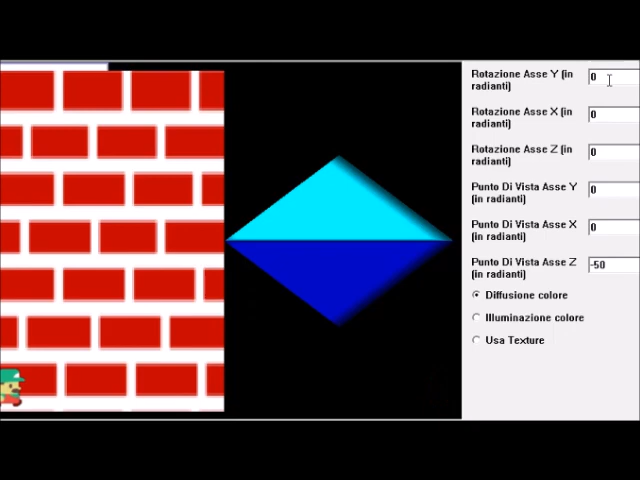 Rotazione Asse Y (in
radianti)
0
Rotazione Asse X (in
radianti)
0
Rotazione Asse Z (in
radianti)
0
Punto Di Vista Asse Y
(in radianti)
0
Punto Di Vista Asse X
(in radianti)
0
Punto Di Vista Asse Z
(in radianti)
-50
Diffusione colore
Illuminazione colore
Usa Texture